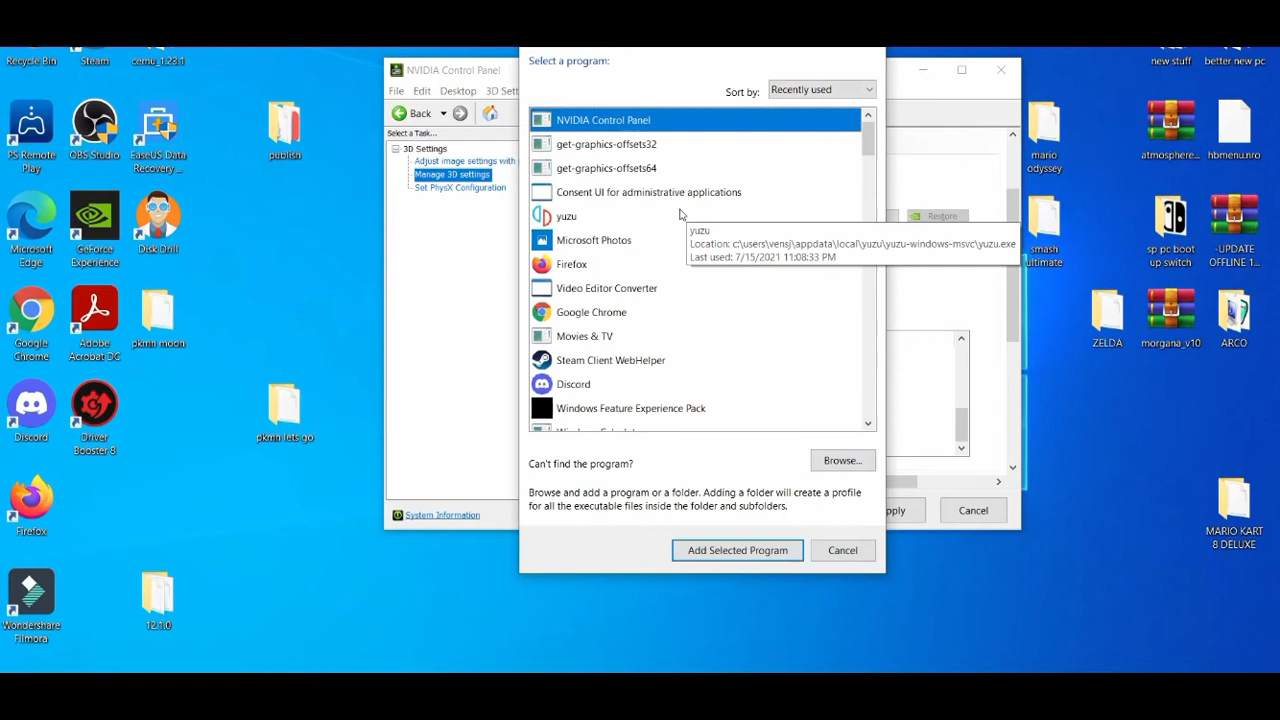 Recycle Bin
Steam
cemu_1.23.1
PS Remote
Play
OBS Studio
EaseUS Data
Recovery ...
publish
Microsoft
Edge
GeForce
Experience
Disk Drill
Google
Chrome
Adobe
Acrobat DC
pkmn moon
Discord
Driver
Booster 8
pkmn lets go
Firefox
Wondershare
Filmora
12.1.0
NVIDIA Control Panel
File
Edit
Desktop
3D Sett
Back
Select a Task...
3D Settings
Adjust image settings with
Manage 3D settings
Set PhysX Configuration
System Information
Select a program:
Sort by:
Recently used
NVIDIA Control Panel
get-graphics-offsets32
get-graphics-offsets64
Consent UI for administrative applications
yuzu
Microsoft Photos
Firefox
Video Editor Converter
Google Chrome
Movies & TV
Steam Client WebHelper
Discord
Windows Feature Experience Pack
yuzu
Location: c:\users\vensj\appdata\local\yuzu\yuzu-windows-msvc\yuzu.exe
Last used: 7/15/2021 11:08:33 PM
Can't find the program?
Browse...
Browse and add a program or a folder. Adding a folder will create a profile
for all the executable files inside the folder and subfolders.
Add Selected Program
Cancel
Restore
pply
Cancel
new stuff
better new pc
mario
odyssey
atmosphere...
hbmenu.nro
smash
ultimate
sp pc boot
up switch
-UPDATE
OFFLINE 1...
ZELDA
morgana_v10
ARCO
MARIO KART
8 DELUXE